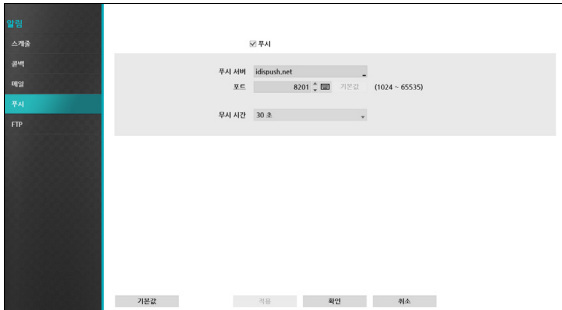 알림
스케줄
콜백
메일
푸시
FTP
푸시
푸시 서버 idispush.net
포트 8201 기본값 (1024 ~ 65535)
무시 시간 30 초
기본값 적용 확인 취소